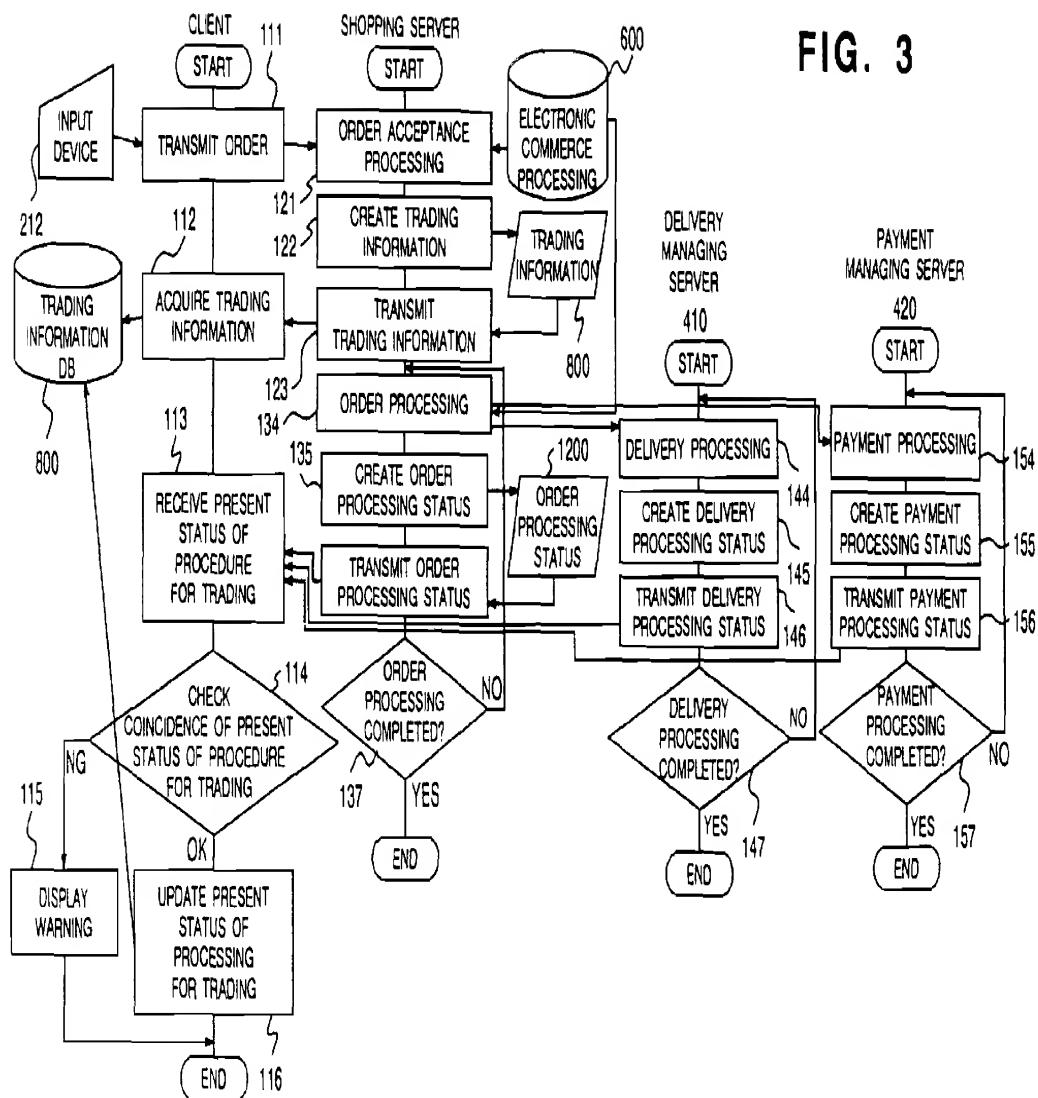 FIG. 3
CLIENT
START
111
INPUT
DEVICE
212
TRANSMIT ORDER
112
TRADING
INFORMATION
DB
800
ACQUIRE TRADING
INFORMATION
113
RECEIVE PRESENT
STATUS OF
PROCEDURE
FOR TRADING
114
CHECK
COINCIDENCE OF PRESENT
STATUS OF PROCEDURE
FOR TRADING
NG
OK
115
DISPLAY
WARNING
UPDATE PRESENT
STATUS OF
PROCESSING
FOR TRADING
116
END
SHOPPING SERVER
START
600
ELECTRONIC
COMMERCE
PROCESSING
ORDER ACCEPTANCE
PROCESSING
121
122
CREATE TRADING
INFORMATION
TRADING
INFORMATION
800
TRANSMIT
TRADING INFORMATION
123
ORDER PROCESSING
134
135
CREATE ORDER
PROCESSING STATUS
1200
ORDER
PROCESSING
STATUS
TRANSMIT ORDER
PROCESSING STATUS
ORDER
PROCESSING
COMPLETED?
NO
137
YES
END
DELIVERY
MANAGING
SERVER
410
START
DELIVERY PROCESSING
144
CREATE DELIVERY
PROCESSING STATUS
145
TRANSMIT DELIVERY
PROCESSING STATUS
146
DELIVERY
PROCESSING
COMPLETED?
NO
147
YES
END
PAYMENT
MANAGING SERVER
420
START
PAYMENT PROCESSING
154
CREATE PAYMENT
PROCESSING STATUS
155
TRANSMIT PAYMENT
PROCESSING STATUS
156
PAYMENT
PROCESSING
COMPLETED?
NO
157
YES
END